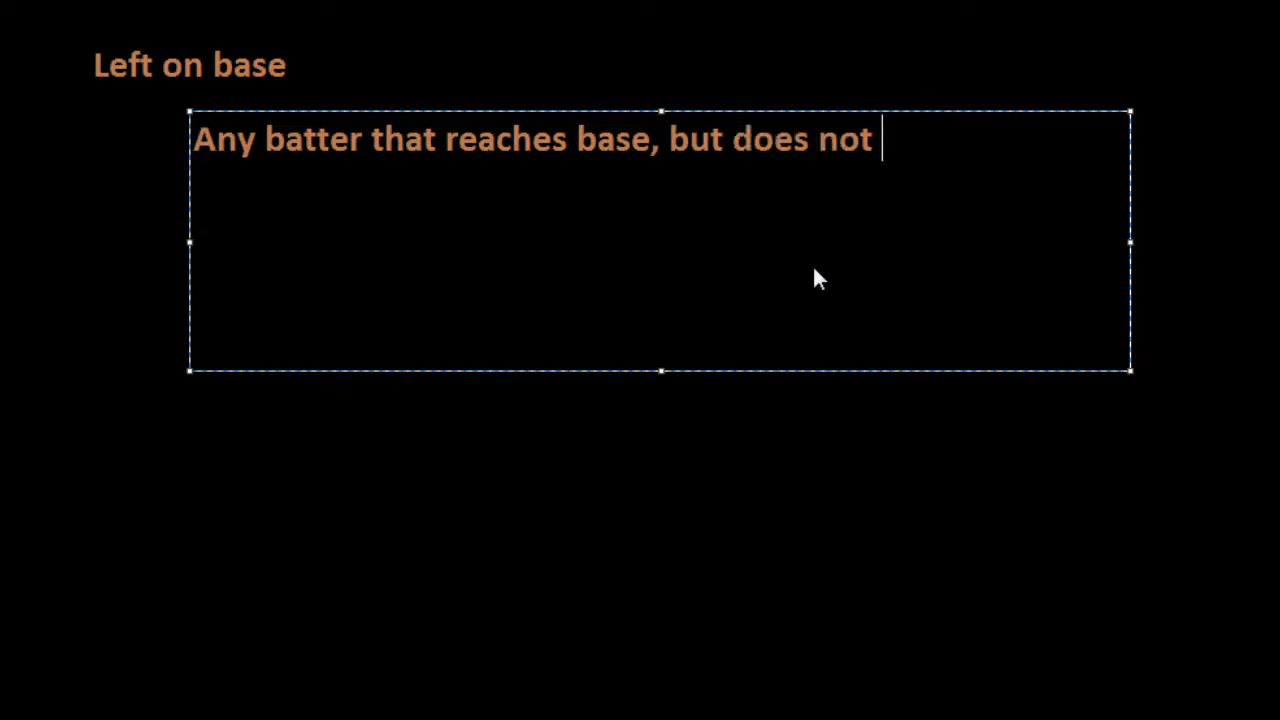 Left on base
Any batter that reaches base, but does not